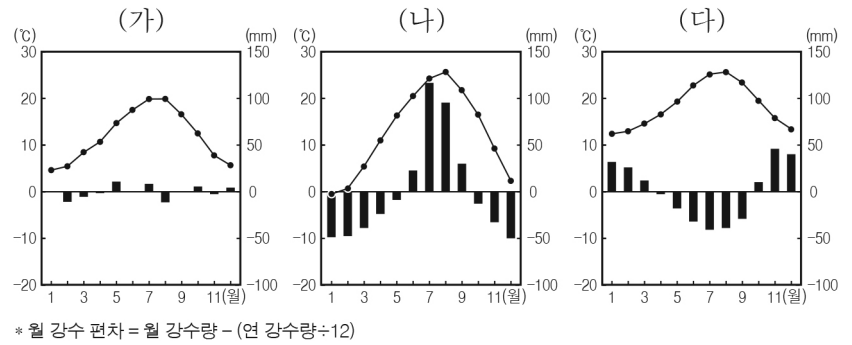 (가) (나) (다)
(℃) (mm) (℃) (mm) (℃) (mm)
30 150 30 150 30 150
20 100 20 100 20 100
10 50 10 50 10 50
0 0 0 0 0 0
-10 -50 -10 -50 -10 -50
-20 -100 -20 -100 -20 -100
1 3 5 7 9 11(월) 1 3 5 7 9 11(월) 1 3 5 7 9 11(월)
* 월 강수 편차 = 월 강수량 - (연 강수량÷12)